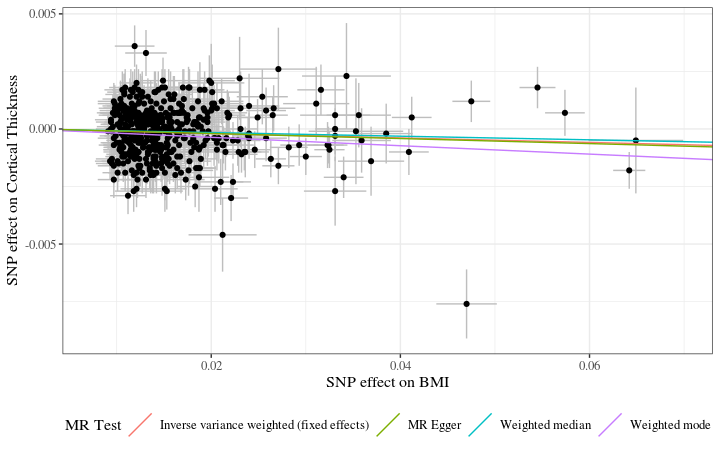 0.005
0.000
-0.005
SNP effect on Cortical Thickness
0.02 0.04 0.06
SNP effect on BMI
MR Test Inverse variance weighted (fixed effects) MR Egger Weighted median Weighted mode